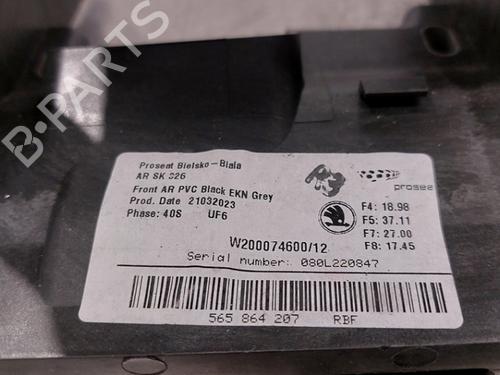 B-PARTS
Proseat Bielsko-Biala
AR SK 326
Front AR PVC Black EKN Grey
Prod. Date 21032023
Phase: 40S UF6
prosea
F4: 18.98
F5: 37.11
F7: 27.00
F8: 17.45
W200074600/12
Serial number: 080L220847
565 864 207 RBF